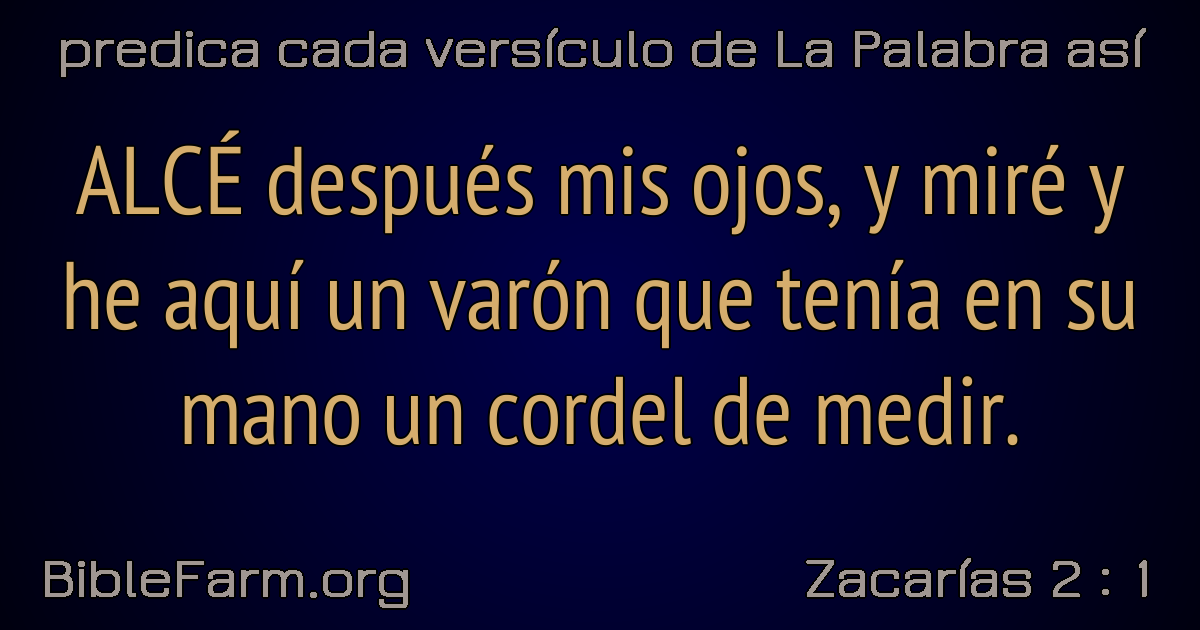 predica cada versículo de La Palabra así
ALCÉ después mis ojos, y miré y
he aquí un varón que tenía en su
mano un cordel de medir.
BibleFarm.org
Zacarías 2 : 1